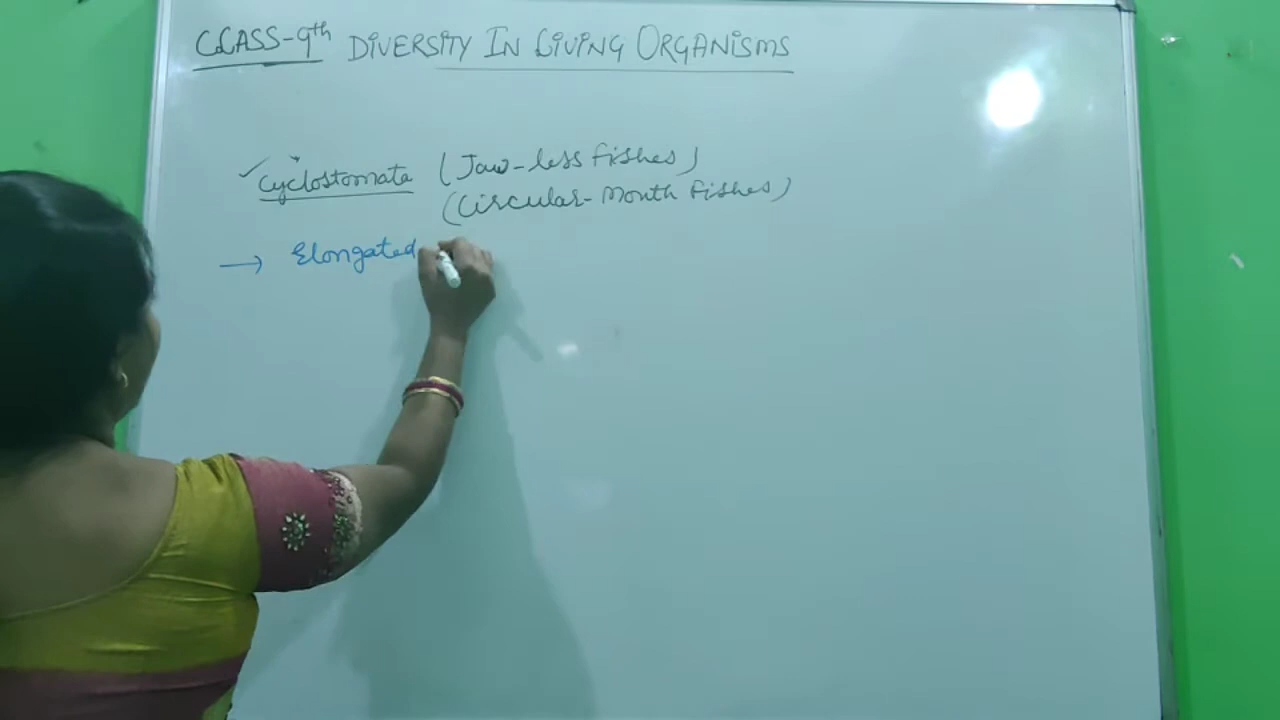 CLASS-9th DIVERSITY IN LIVING ORGANISMS
✓ Cyclostomata (Jaw-less fishes)
(Circular-Mouth Fishes)
→ Elongated